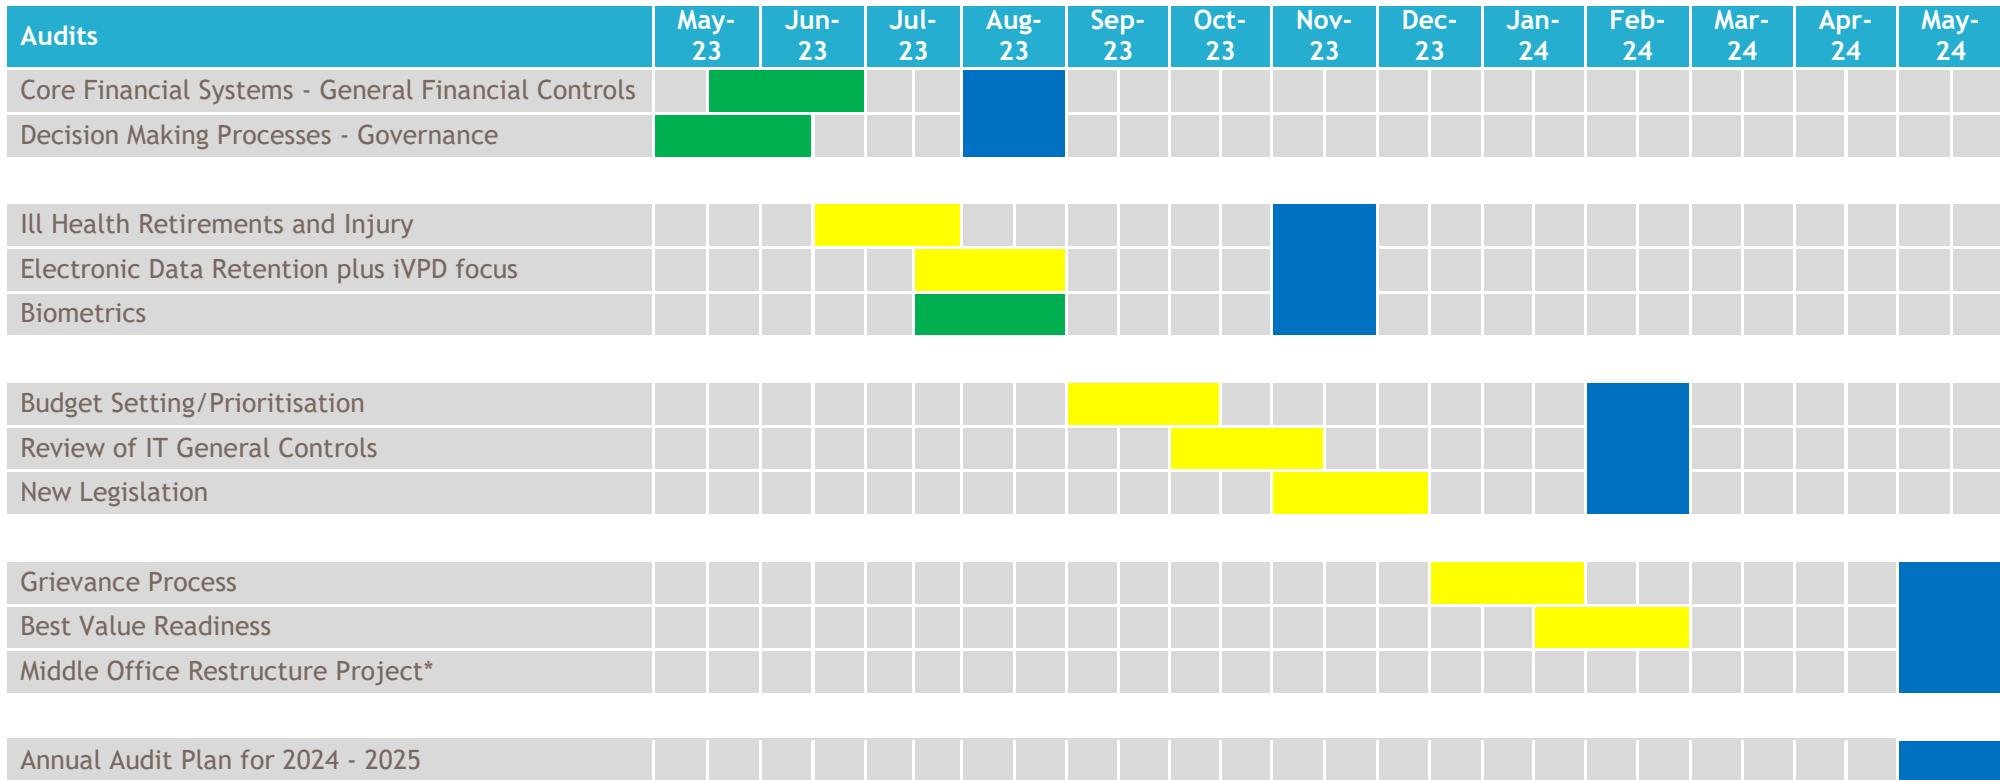 Audits May- Jun- Jul- Aug- Sep- Oct- Nov- Dec- Jan- Feb- Mar- Apr- May-
23 23 23 23 23 23 23 23 24 24 24 24 24
Core Financial Systems - General Financial Controls
Decision Making Processes - Governance
Ill Health Retirements and Injury
Electronic Data Retention plus iVPD focus
Biometrics
Budget Setting/Prioritisation
Review of IT General Controls
New Legislation
Grievance Process
Best Value Readiness
Middle Office Restructure Project*
Annual Audit Plan for 2024 - 2025